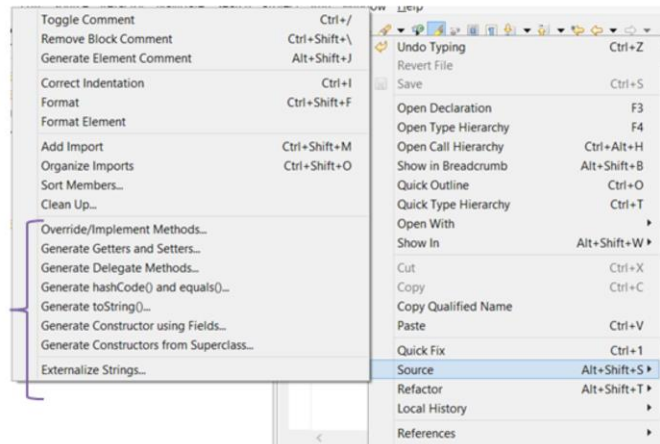 Help
Toggle Comment Ctrl+/
Remove Block Comment Ctrl+Shift+\
Generate Element Comment Alt+Shift+J
Correct Indentation Ctrl+I
Format Ctrl+Shift+F
Format Element
Add Import Ctrl+Shift+M
Organize Imports Ctrl+Shift+O
Sort Members...
Clean Up...
Override/Implement Methods...
Generate Getters and Setters...
Generate Delegate Methods...
Generate hashCode() and equals()...
Generate toString()...
Generate Constructor using Fields...
Generate Constructors from Superclass...
Externalize Strings...
Undo Typing Ctrl+Z
Revert File
Save Ctrl+S
Open Declaration F3
Open Type Hierarchy F4
Open Call Hierarchy Ctrl+Alt+H
Show in Breadcrumb Alt+Shift+B
Quick Outline Ctrl+O
Quick Type Hierarchy Ctrl+T
Open With
Show In Alt+Shift+W
Cut Ctrl+X
Copy Ctrl+C
Copy Qualified Name
Paste Ctrl+V
Quick Fix Ctrl+1
Source Alt+Shift+S
Refactor Alt+Shift+T
Local History
References